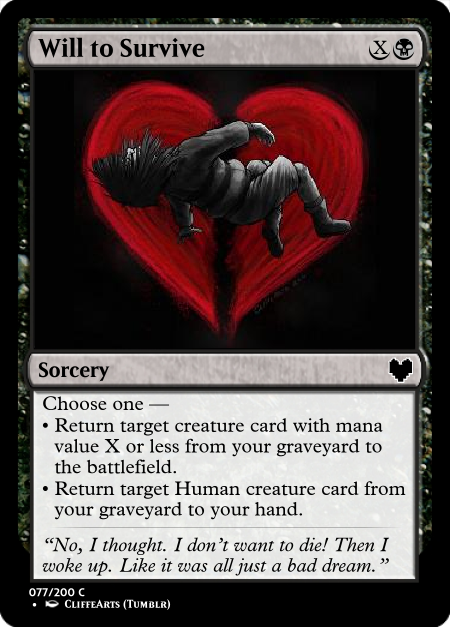 Will to Survive X
Sorcery
Choose one —
• Return target creature card with mana
value X or less from your graveyard to
the battlefield.
• Return target Human creature card from
your graveyard to your hand.
“No, I thought. I don’t want to die! Then I
woke up. Like it was all just a bad dream.”
077/200 C
• CliffeArts (Tumblr)